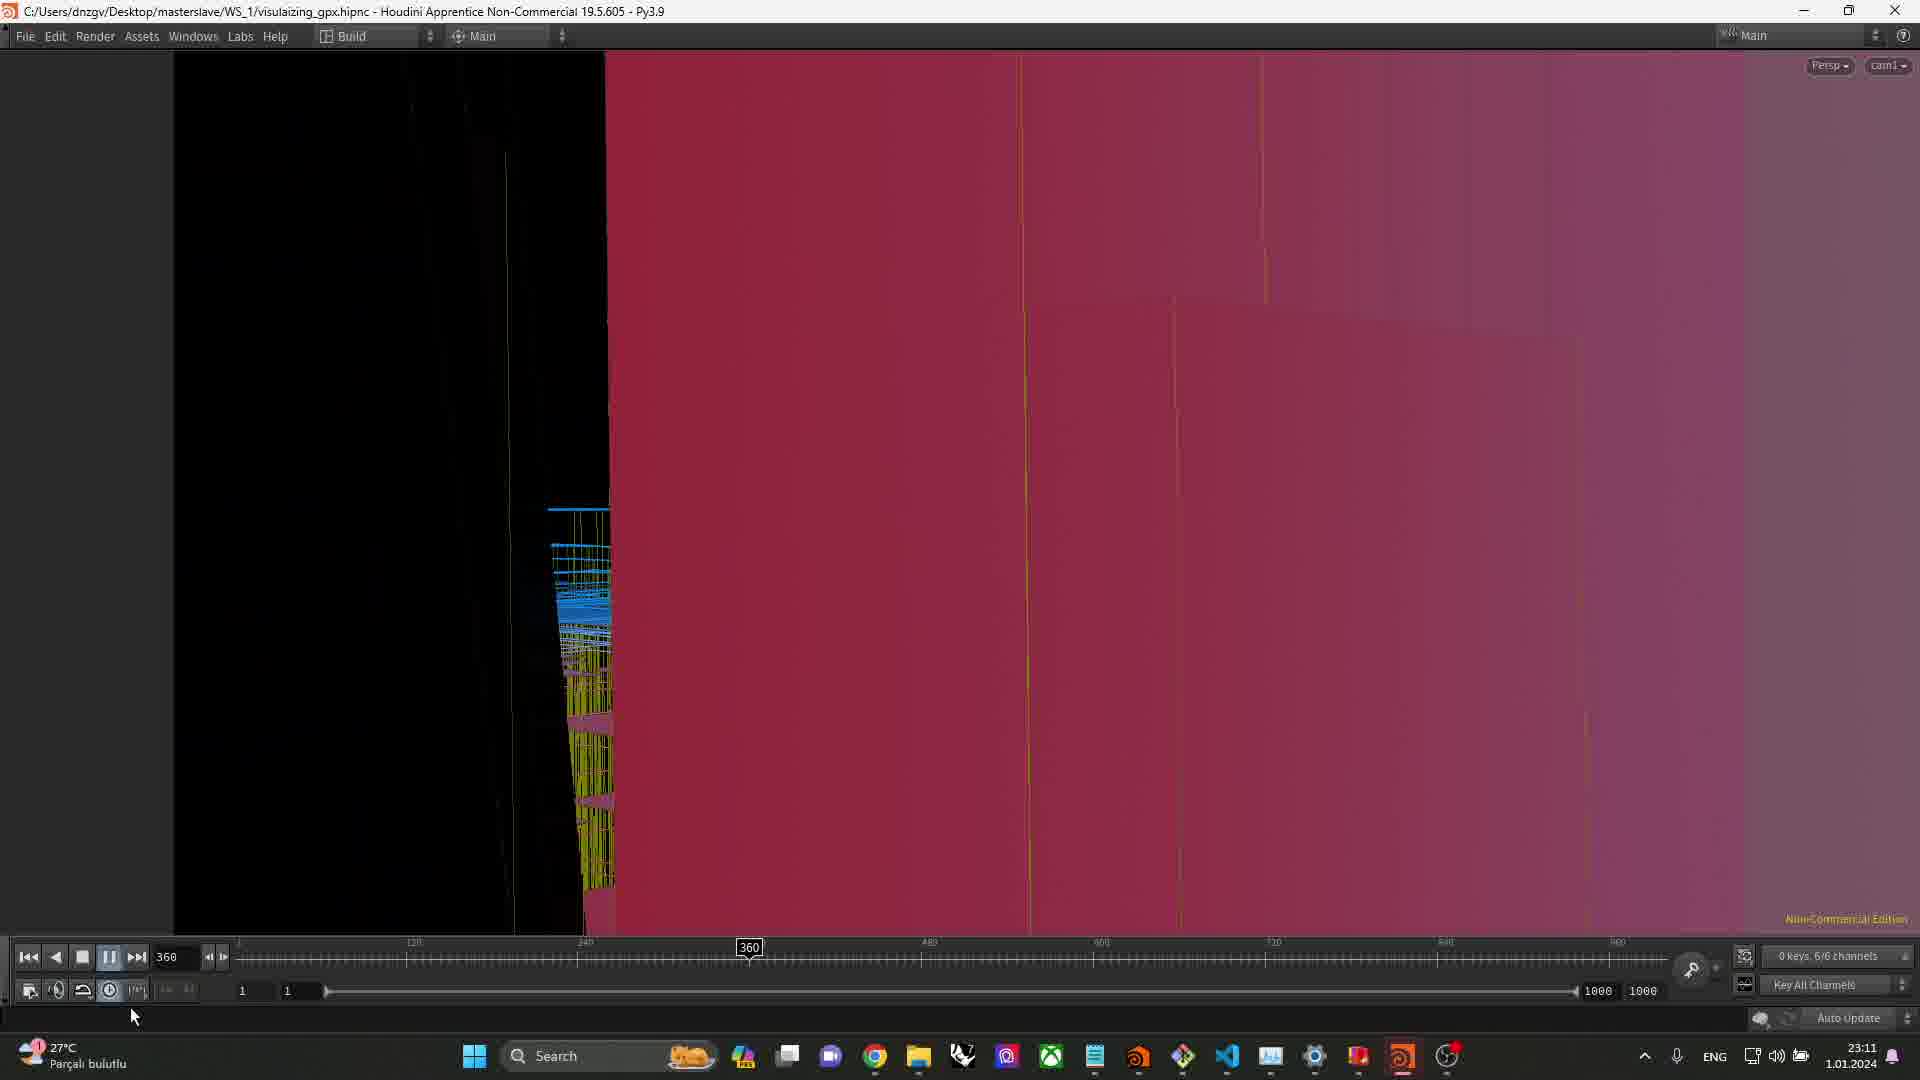 C:/Users/dnzgv/Desktop/masterslave/WS_1/visulaizing_gpx.hipnc - Houdini Apprentice Non-Commercial 19.5.605 - Py3.9
File Edit Render Assets Windows Labs Help Build Main Main
Persp cam1
Non-Commercial Edition
1 120 240 360 480 600 720 840 960
360
0 keys, 6/6 channels
1 1 1000 1000
Key All Channels
Auto Update
1
27°C
Parçalı bulutlu
Search
PRE
ENG
23:11
1.01.2024